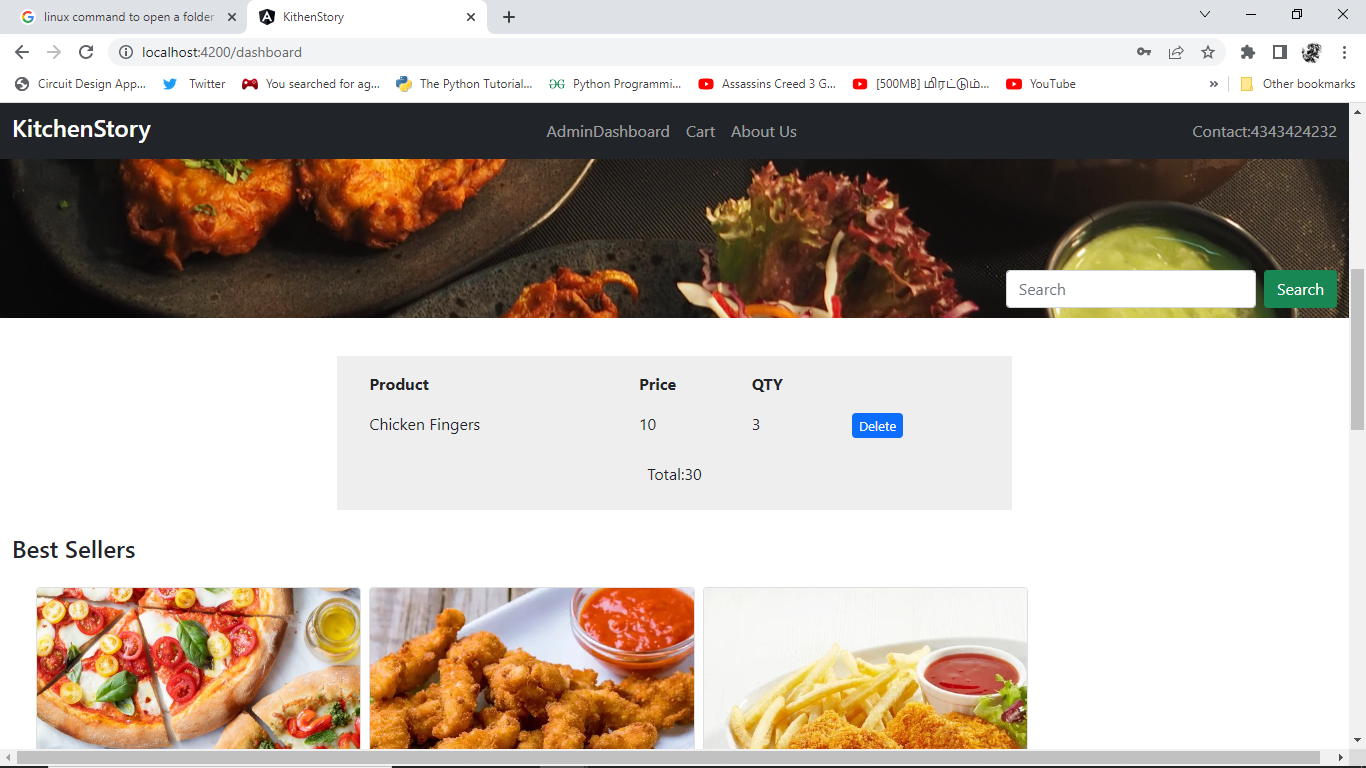 linux command to open a folder
KithenStory
localhost:4200/dashboard
Circuit Design App... Twitter You searched for ag... The Python Tutorial... Python Programmi... Assassins Creed 3 G... [500MB] மிரட்டும்... YouTube » Other bookmarks
KitchenStory AdminDashboard Cart About Us Contact:4343424232
Search Search
Product Price QTY
Chicken Fingers 10 3 Delete
Total:30
Best Sellers